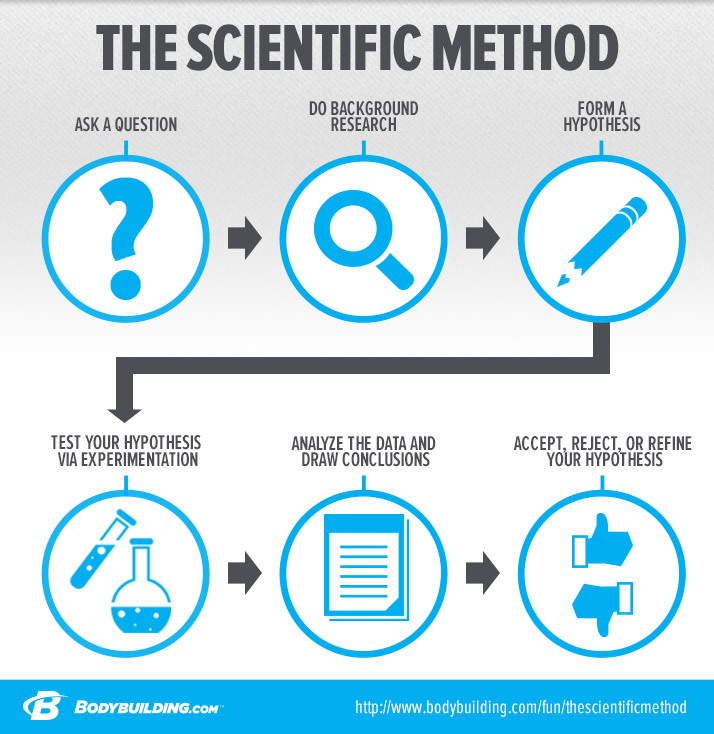 THE SCIENTIFIC METHOD
ASK A QUESTION
DO BACKGROUND
RESEARCH
FORM A
HYPOTHESIS
TEST YOUR HYPOTHESIS
VIA EXPERIMENTATION
ANALYZE THE DATA AND
DRAW CONCLUSIONS
ACCEPT, REJECT, OR REFINE
YOUR HYPOTHESIS
B BODYBUILDING.COM™
http://www.bodybuilding.com/fun/thescientificmethod